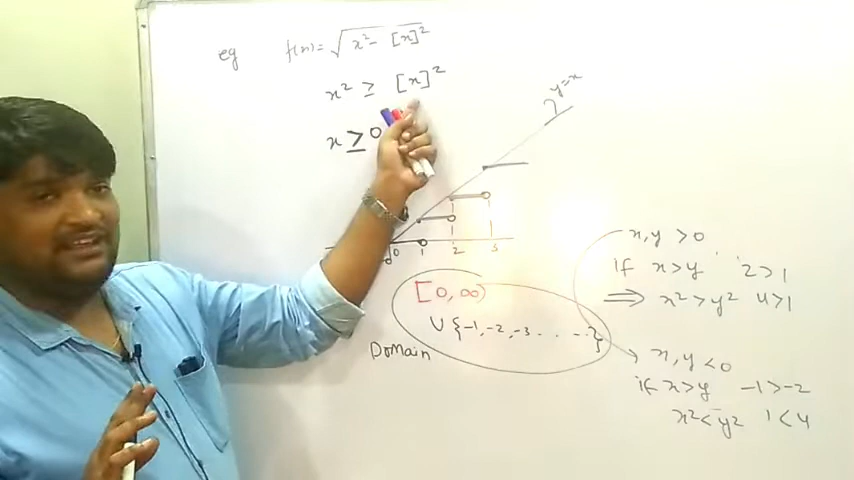 eg f(x) = √(x² - [x]²)
x² ≥ [x]²
x ≥ 0
y=x
0 1 2 3
[0, ∞)
∪ {-1, -2, -3 . . . - .. }
Domain
x, y > 0
if x > y 2 > 1
⟹ x² > y² 4 > 1
x, y < 0
if x > y -1 > -2
x² < y² 1 < 4